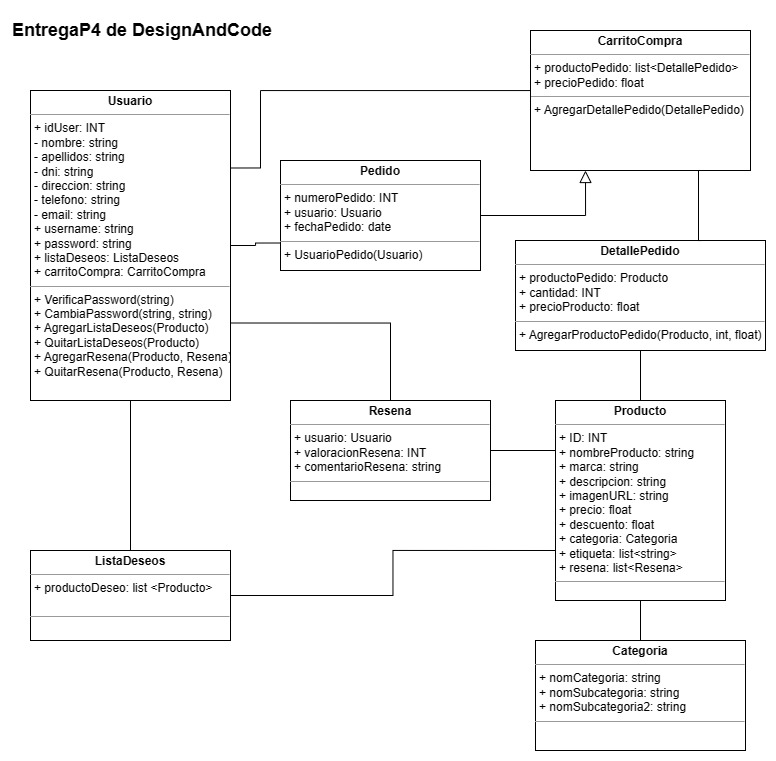 EntregaP4 de DesignAndCode
CarritoCompra
+ productoPedido: list<DetallePedido>
+ precioPedido: float
+ AgregarDetallePedido(DetallePedido)
Usuario
+ idUser: INT
- nombre: string
- apellidos: string
- dni: string
- direccion: string
- telefono: string
- email: string
+ username: string
+ password: string
+ listaDeseos: ListaDeseos
+ carritoCompra: CarritoCompra
+ VerificaPassword(string)
+ CambiaPassword(string, string)
+ AgregarListaDeseos(Producto)
+ QuitarListaDeseos(Producto)
+ AgregarResena(Producto, Resena)
+ QuitarResena(Producto, Resena)
Pedido
+ numeroPedido: INT
+ usuario: Usuario
+ fechaPedido: date
+ UsuarioPedido(Usuario)
DetallePedido
+ productoPedido: Producto
+ cantidad: INT
+ precioProducto: float
+ AgregarProductoPedido(Producto, int, float)
Resena
+ usuario: Usuario
+ valoracionResena: INT
+ comentarioResena: string
Producto
+ ID: INT
+ nombreProducto: string
+ marca: string
+ descripcion: string
+ imagenURL: string
+ precio: float
+ descuento: float
+ categoria: Categoria
+ etiqueta: list<string>
+ resena: list<Resena>
ListaDeseos
+ productoDeseo: list <Producto>
Categoria
+ nomCategoria: string
+ nomSubcategoria: string
+ nomSubcategoria2: string